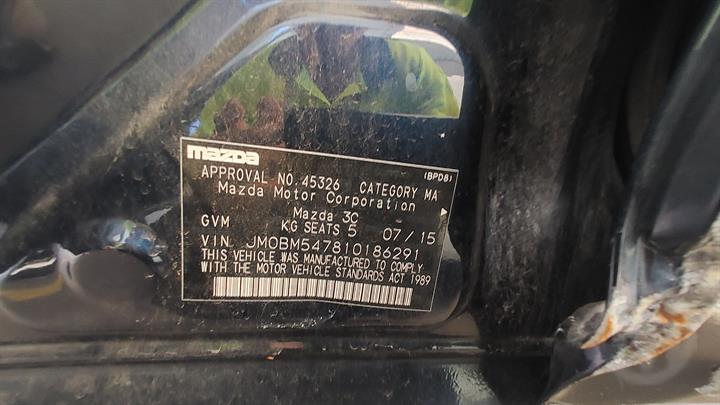 mazda (BPD8)
APPROVAL NO.45326 CATEGORY MA
Mazda Motor Corporation
Mazda 3C
GVM KG SEATS 5 07/15
VIN JM0BM547810186291
THIS VEHICLE WAS MANUFACTURED TO COMPLY
WITH THE MOTOR VEHICLE STANDARDS ACT 1989